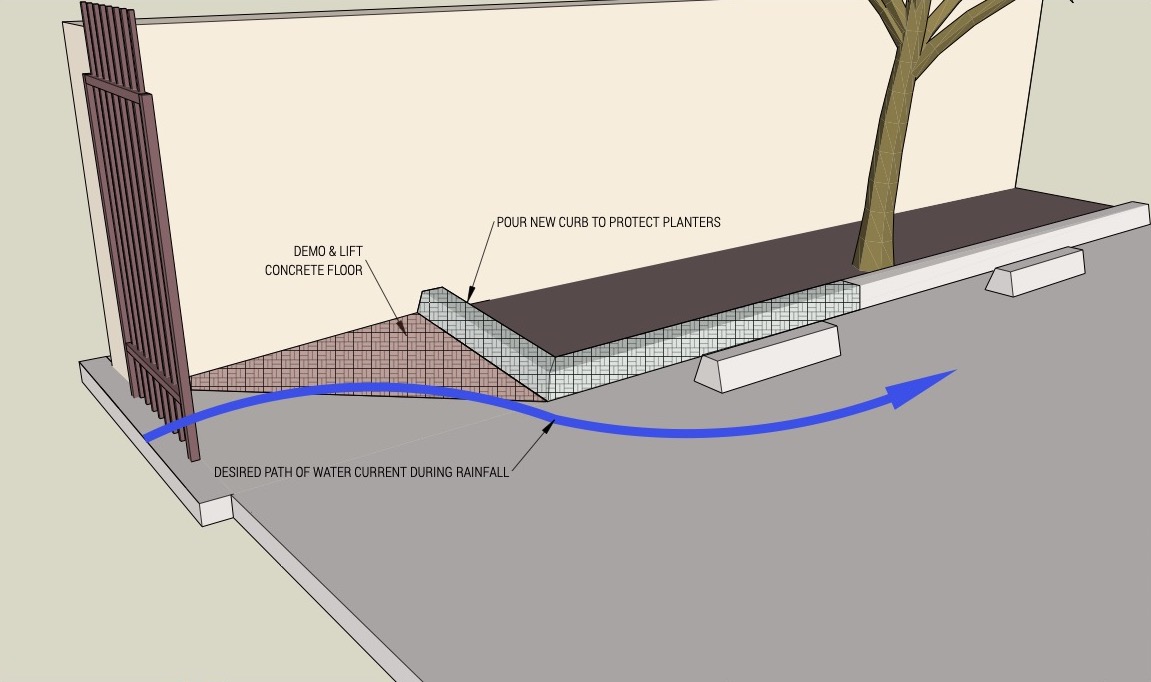 POUR NEW CURB TO PROTECT PLANTERS
DEMO & LIFT
CONCRETE FLOOR
DESIRED PATH OF WATER CURRENT DURING RAINFALL